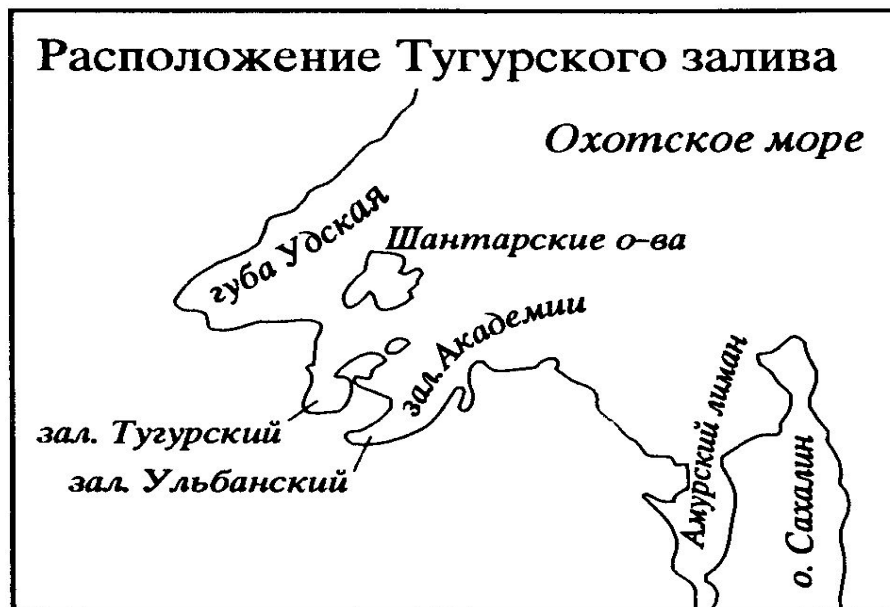 Расположение Тугурского залива
Охотское море
губа Удская
Шантарские о-ва
зал. Академии
зал. Тугурский
зал. Ульбанский
Амурский лиман
о. Сахалин